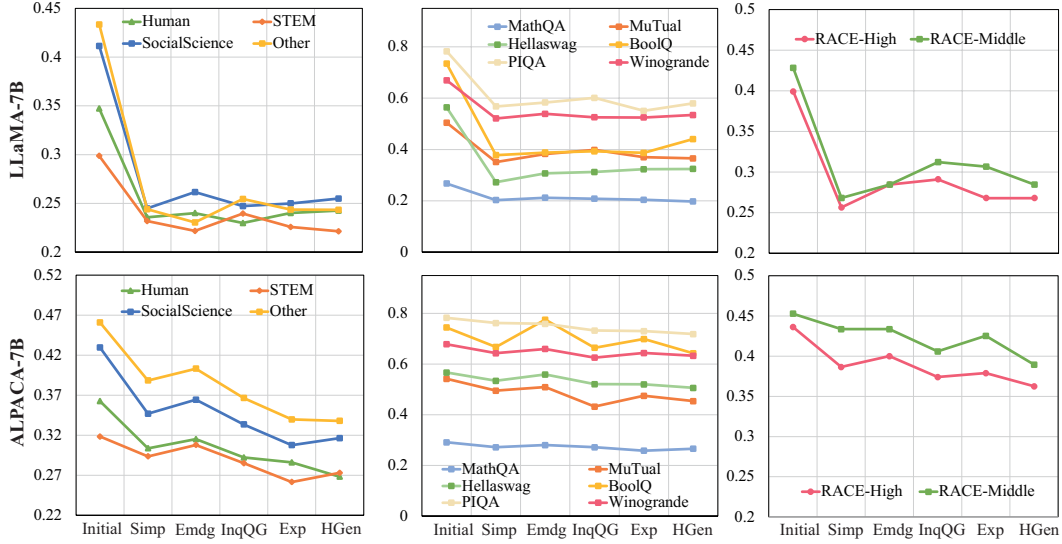 LLaMA-7B
0.45
0.4
0.35
0.3
0.25
0.2
Human
STEM
SocialScience
Other
0.8
0.6
0.4
0.2
0
MathQA
MuTual
Hellaswag
BoolQ
PIQA
Winogrande
0.5
0.45
0.4
0.35
0.3
0.25
0.2
RACE-High
RACE-Middle
ALPACA-7B
0.52
0.47
0.42
0.37
0.32
0.27
0.22
Human
STEM
SocialScience
Other
Initial Simp Emdg InqQG Exp HGen
0.8
0.6
0.4
0.2
0
MathQA
MuTual
Hellaswag
BoolQ
PIQA
Winogrande
Initial Simp Emdg InqQG Exp HGen
0.5
0.45
0.4
0.35
0.3
0.25
0.2
RACE-High
RACE-Middle
Initial Simp Emdg InqQG Exp HGen